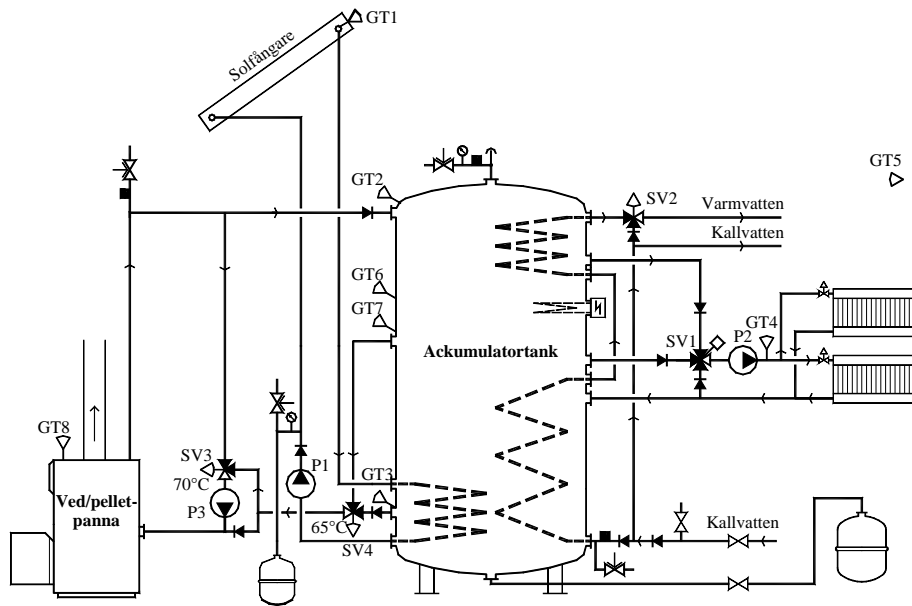 GT1
Solfångare
GT2
GT5
SV2
Varmvatten
Kallvatten
GT6
GT7
SV1
P2
GT4
Ackumulatortank
GT8
SV3
70°C
P3
P1
GT3
65°C
SV4
Ved/pellet-
panna
Kallvatten